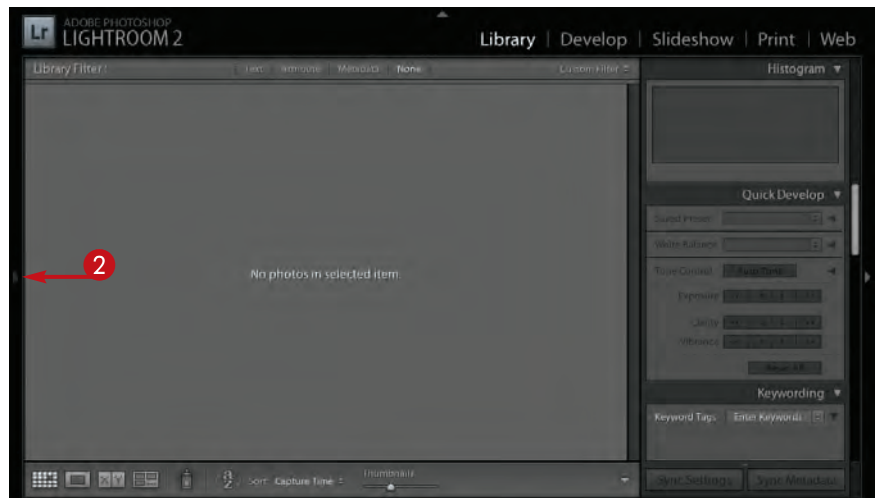 ADOBE PHOTOSHOP
Lr LIGHTROOM 2
Library | Develop | Slideshow | Print | Web
Library Filter: Text Attribute Metadata None Custom Filter
Histogram
Quick Develop
Saved Preset
White Balance
2
No photos in selected item.
Tone Control Auto Tone
Exposure
Clarity
Vibrance
Reset All
Keywording
Keyword Tags Enter Keywords
XY Sort: Capture Time Thumbnails
Sync Settings Sync Metadata